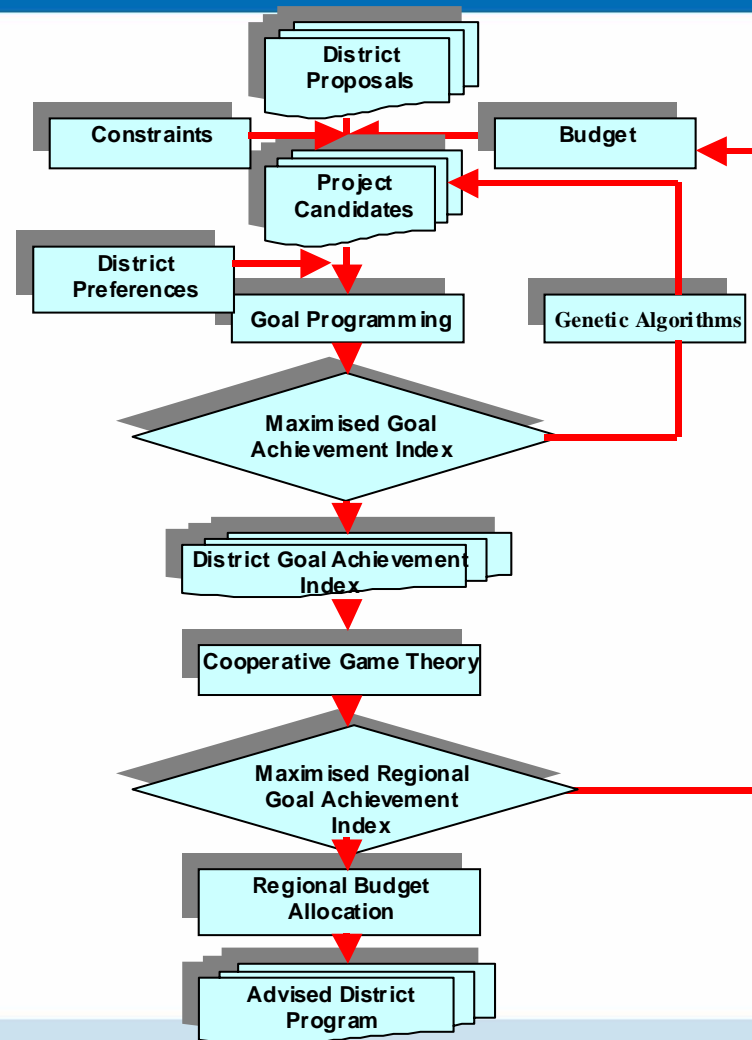 District
Proposals
Constraints
Budget
Project
Candidates
District
Preferences
Goal Programming
Genetic Algorithms
Maximised Goal
Achievement Index
District Goal Achievement
Index
Cooperative Game Theory
Maximised Regional
Goal Achievement
Index
Regional Budget
Allocation
Advised District
Program